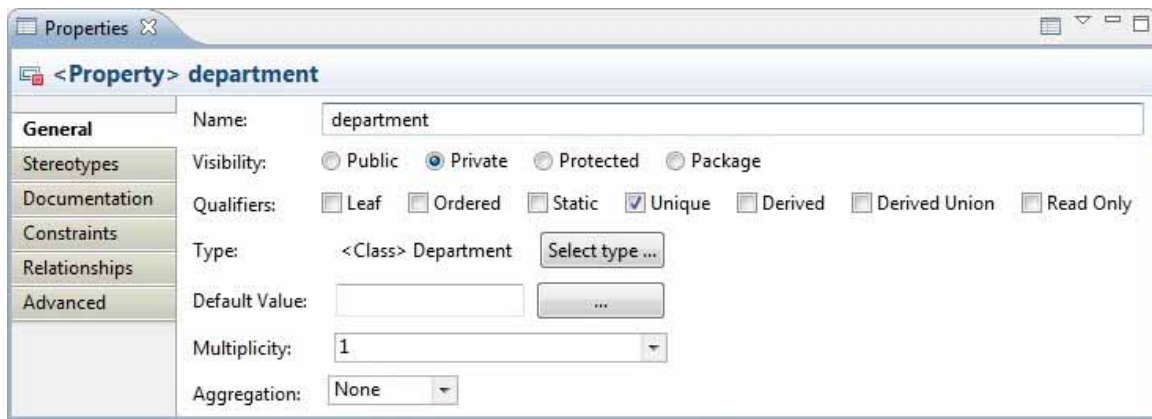 Properties
<Property> department
General
Stereotypes
Documentation
Constraints
Relationships
Advanced
Name: department
Visibility: Public Private Protected Package
Qualifiers: Leaf Ordered Static Unique Derived Derived Union Read Only
Type: <Class> Department Select type ...
Default Value: ...
Multiplicity: 1
Aggregation: None